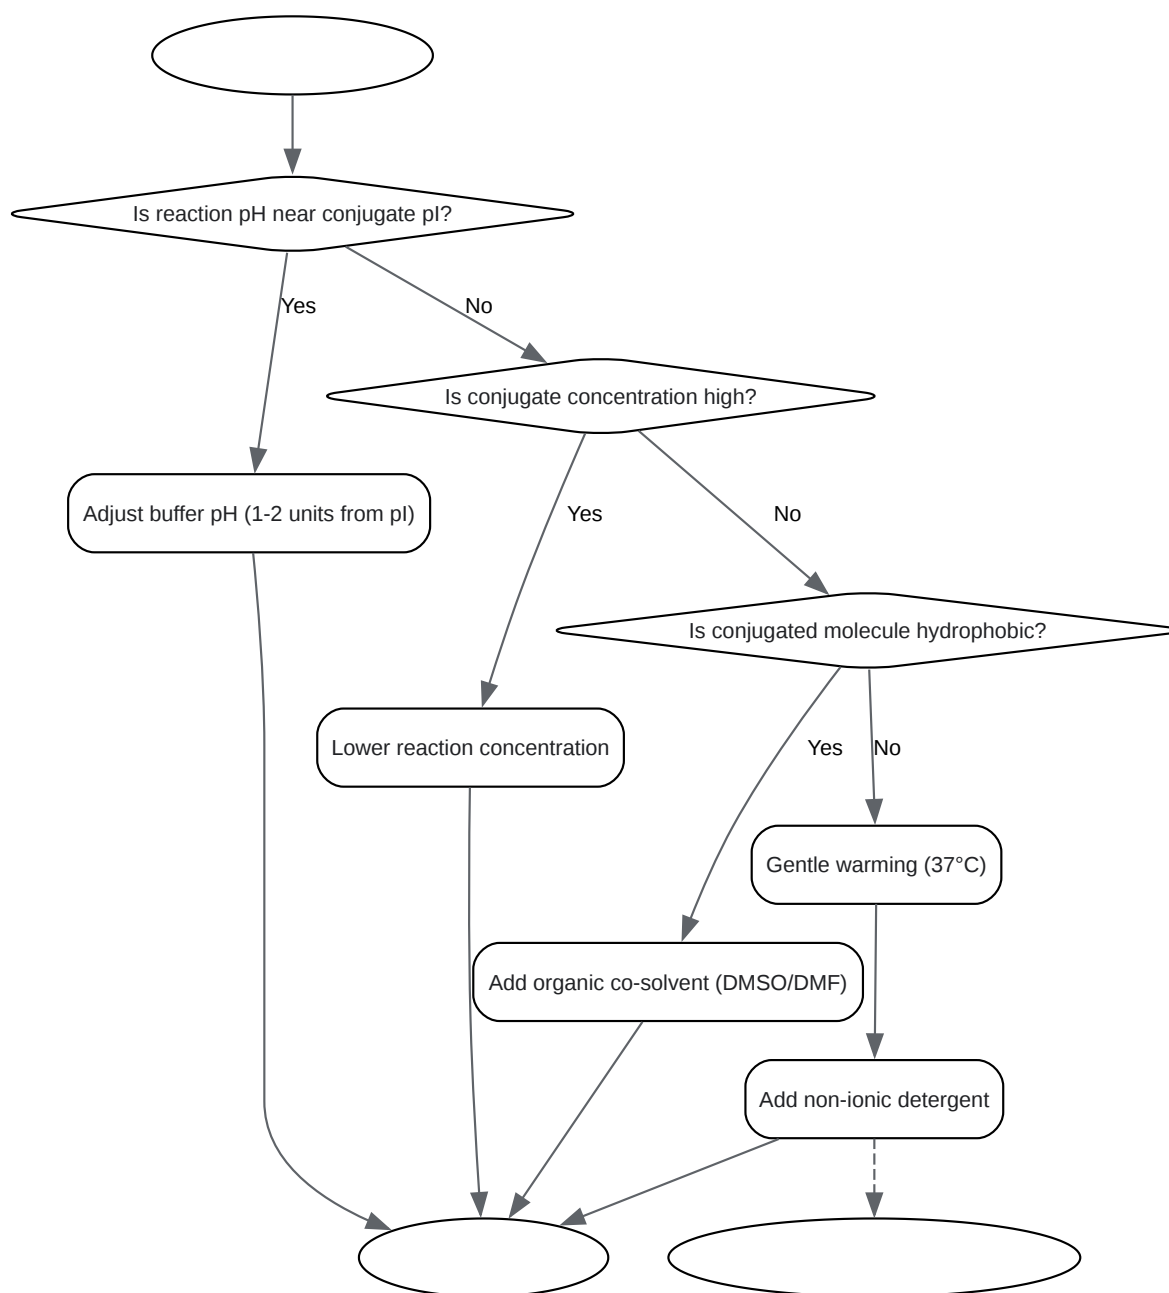 Is reaction pH near conjugate pI?
Yes
No
Is conjugate concentration high?
Adjust buffer pH (1-2 units from pI)
Yes
No
Is conjugated molecule hydrophobic?
Lower reaction concentration
Yes
No
Gentle warming (37°C)
Add organic co-solvent (DMSO/DMF)
Add non-ionic detergent